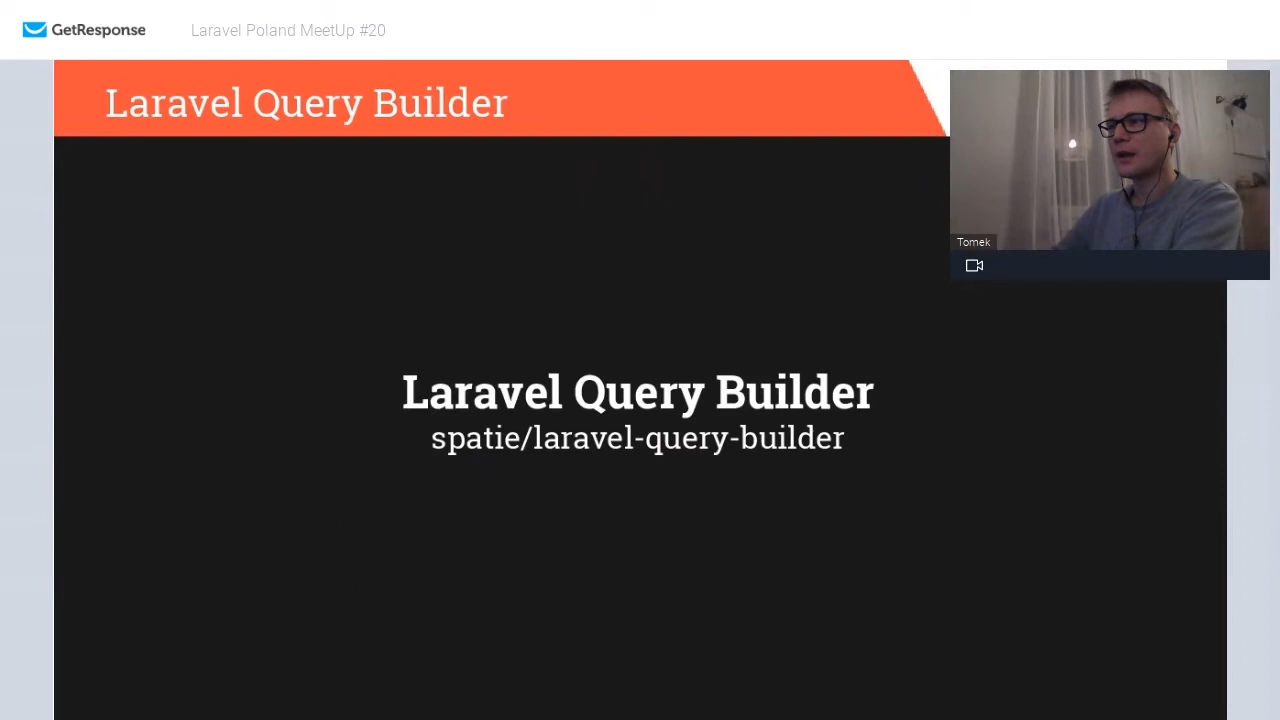 GetResponse
Laravel Poland MeetUp #20
Laravel Query Builder
Tomek
Laravel Query Builder
spatie/laravel-query-builder